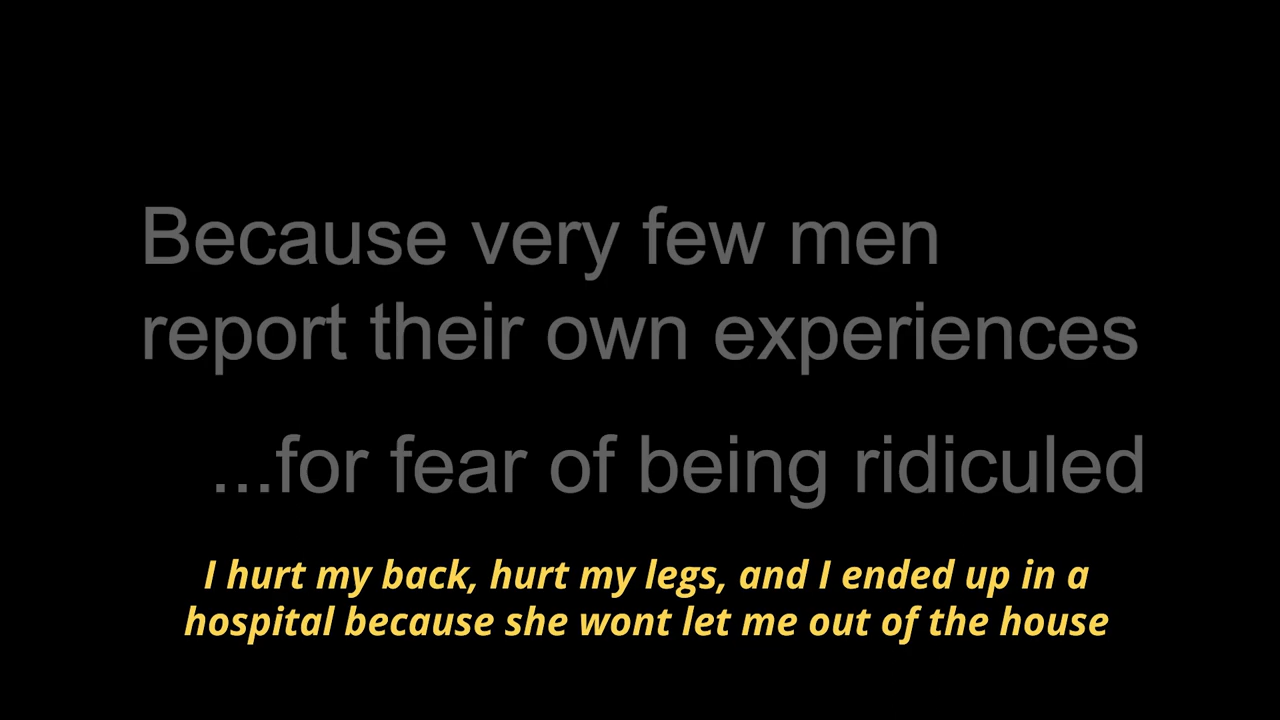 Because very few men
report their own experiences
...for fear of being ridiculed
I hurt my back, hurt my legs, and I ended up in a
hospital because she wont let me out of the house